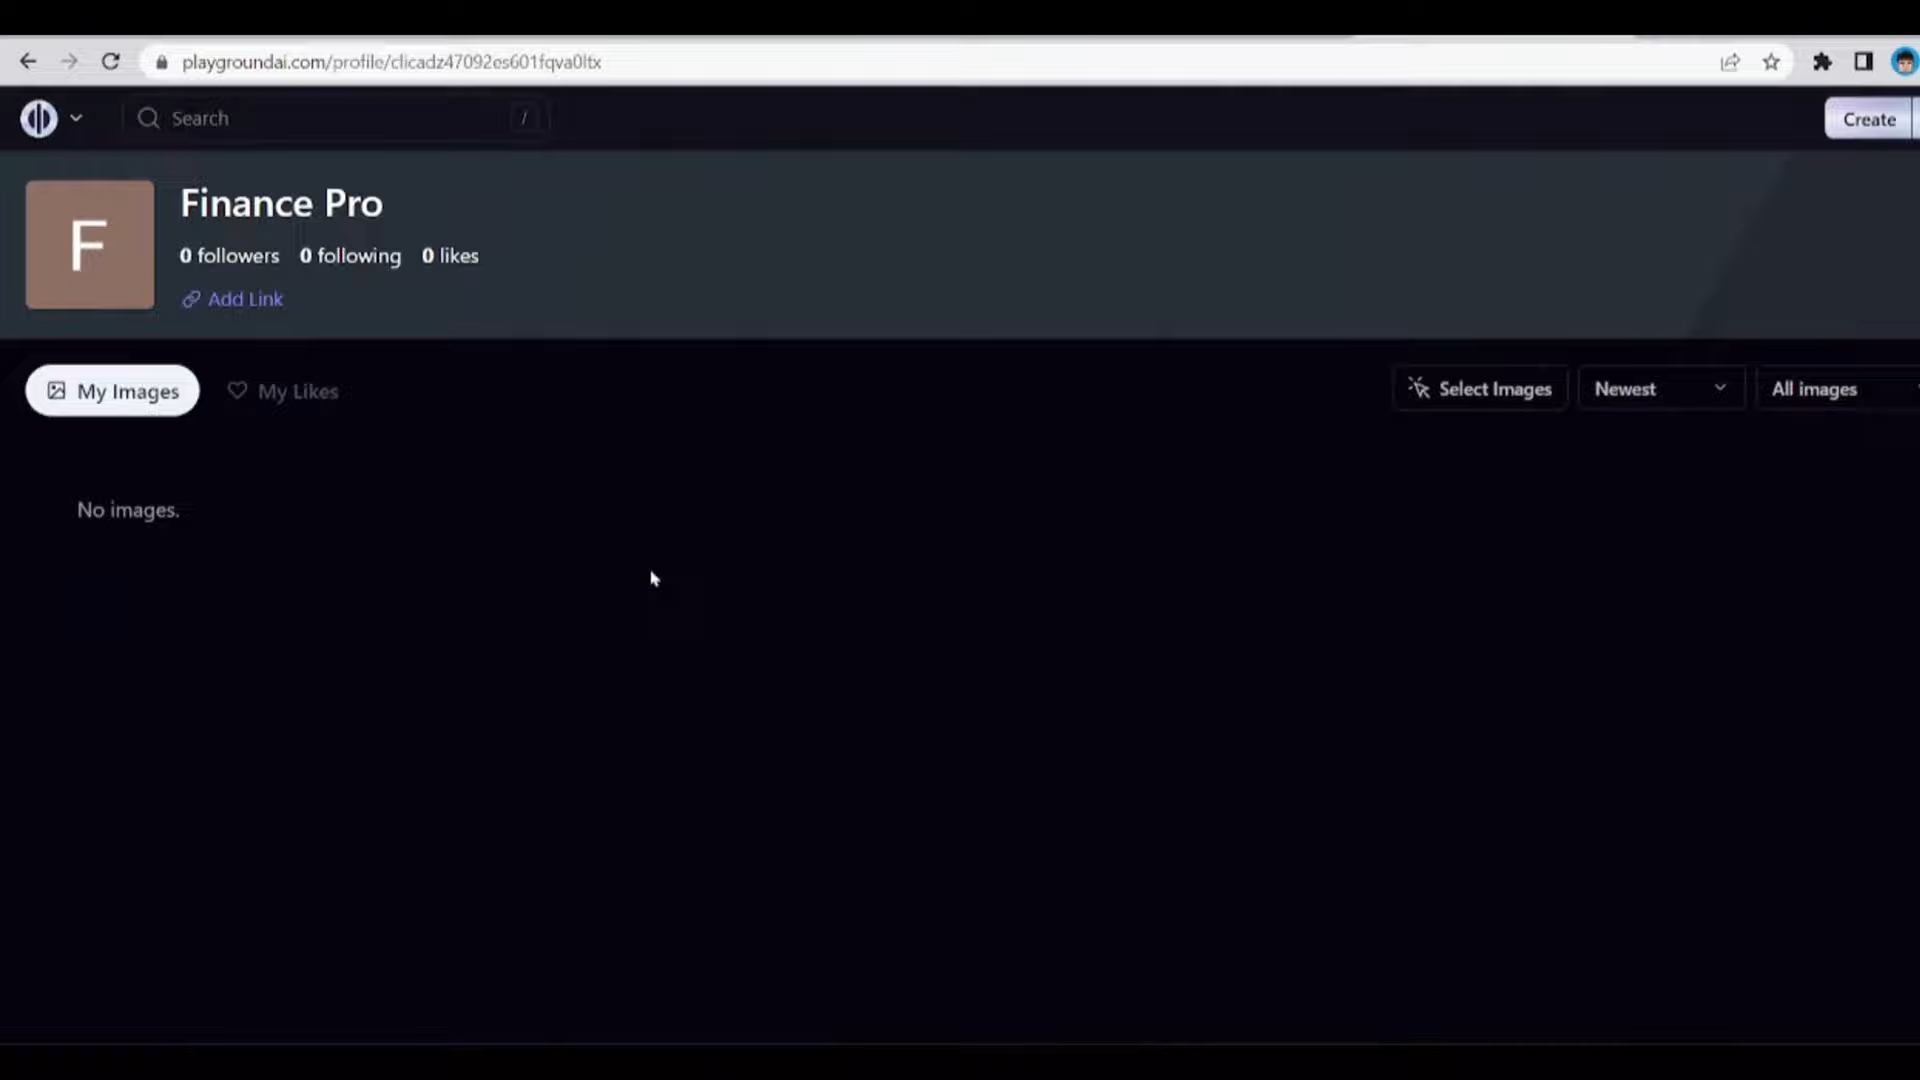 playgroundai.com/profile/clicadz47092es601fqva0ltx
Search /
Create
F
Finance Pro
0 followers 0 following 0 likes
Add Link
My Images My Likes
Select Images Newest All images
No images.